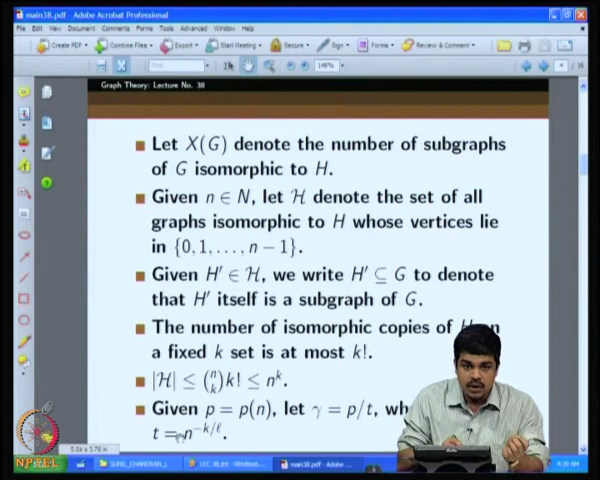 main38.pdf - Adobe Acrobat Professional
File Edit View Document Comments Forms Tools Advanced Window Help
Create PDF Combine Files Export Start Meeting Secure Sign Forms Review & Comment
148%
Graph Theory: Lecture No. 38
Let X(G) denote the number of subgraphs
of G isomorphic to H.
Given n ∈ N, let ℋ denote the set of all
graphs isomorphic to H whose vertices lie
in {0, 1, . . . , n − 1}.
Given H′ ∈ ℋ, we write H′ ⊆ G to denote
that H′ itself is a subgraph of G.
The number of isomorphic copies of
a fixed k set is at most k!.
|ℋ| ≤ (n k)k! ≤ n^k.
Given p = p(n), let γ = p/t,
t = n^{−k/ℓ}.
NPTEL
main38.pdf - Adobe